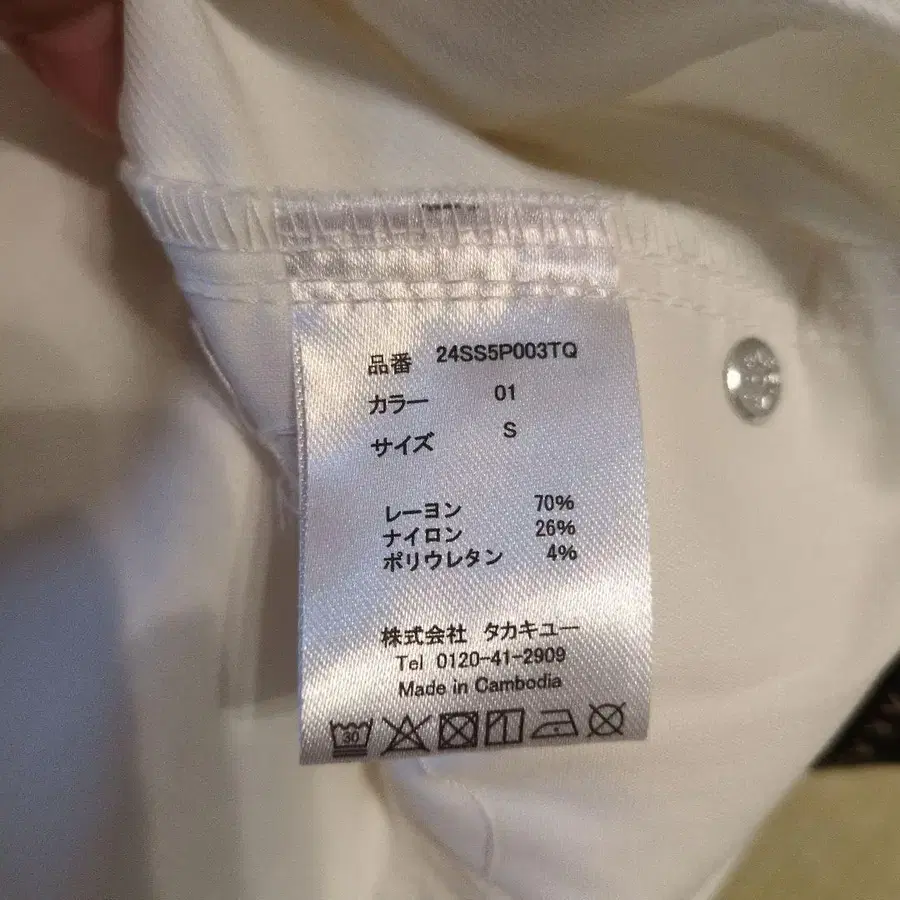 品番 24SS5P003TQ
カラー 01
サイズ S
レーヨン 70%
ナイロン 26%
ポリウレタン 4%
株式会社 タカキュー
Tel 0120-41-2909
Made in Cambodia
30